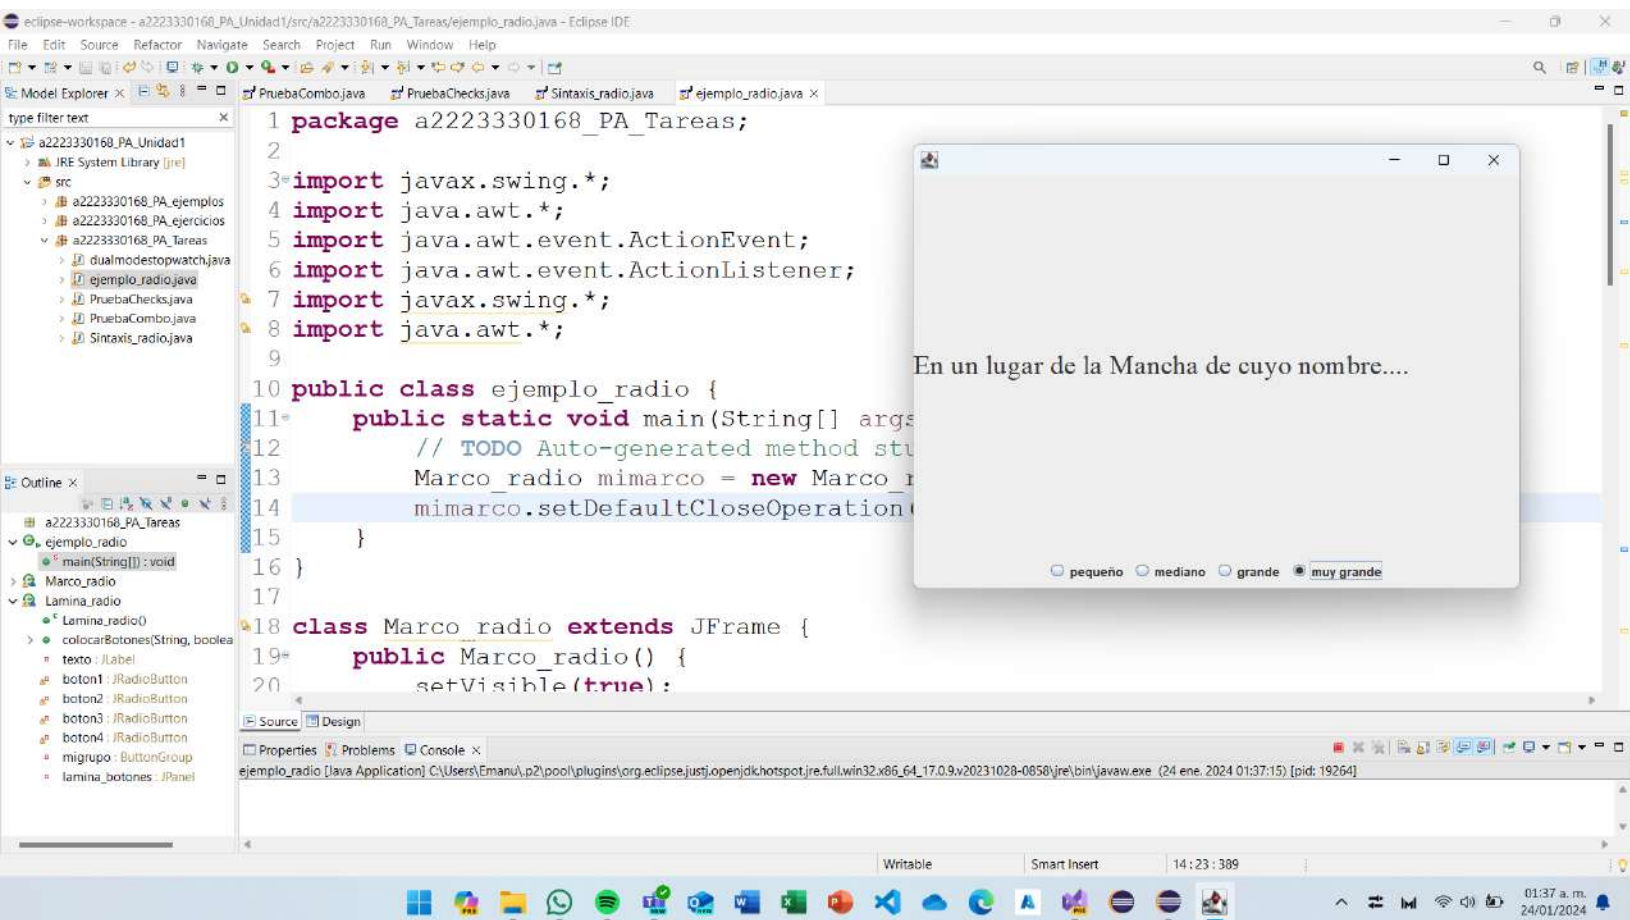 eclipse-workspace - a2223330168_PA_Unidad1/src/a2223330168_PA_Tareas/ejemplo_radio.java - Eclipse IDE
File Edit Source Refactor Navigate Search Project Run Window Help
Model Explorer
PruebaCombo.java PruebaChecks.java Sintaxis_radio.java ejemplo_radio.java
type filter text
a2223330168_PA_Unidad1
JRE System Library [jre]
src
a2223330168_PA_ejemplos
a2223330168_PA_ejercicios
a2223330168_PA_Tareas
dualmodestopwatch.java
ejemplo_radio.java
PruebaChecks.java
PruebaCombo.java
Sintaxis_radio.java
1 package a2223330168_PA_Tareas;
2
3 import javax.swing.*;
4 import java.awt.*;
5 import java.awt.event.ActionEvent;
6 import java.awt.event.ActionListener;
7 import javax.swing.*;
8 import java.awt.*;
9
10 public class ejemplo_radio {
11 public static void main(String[] args
12 // TODO Auto-generated method stu
13 Marco_radio mimarco = new Marco_r
14 mimarco.setDefaultCloseOperation(
15 }
16 }
17
18 class Marco_radio extends JFrame {
19 public Marco_radio() {
20 setVisible(true);
En un lugar de la Mancha de cuyo nombre....
pequeño mediano grande muy grande
Outline
a2223330168_PA_Tareas
ejemplo_radio
main(String[]) : void
Marco_radio
Lamina_radio
Lamina_radio()
colocarBotones(String, boolea
texto : JLabel
boton1 : JRadioButton
boton2 : JRadioButton
boton3 : JRadioButton
boton4 : JRadioButton
migrupo : ButtonGroup
lamina_botones : JPanel
Source Design
Properties Problems Console
ejemplo_radio [Java Application] C:\Users\Emanu\.p2\pool\plugins\org.eclipse.justj.openjdk.hotspot.jre.full.win32.x86_64_17.0.9.v20231028-0858\jre\bin\javaw.exe (24 ene. 2024 01:37:15) [pid: 19264]
Writable Smart Insert 14 : 23 : 389
01:37 a. m.
24/01/2024